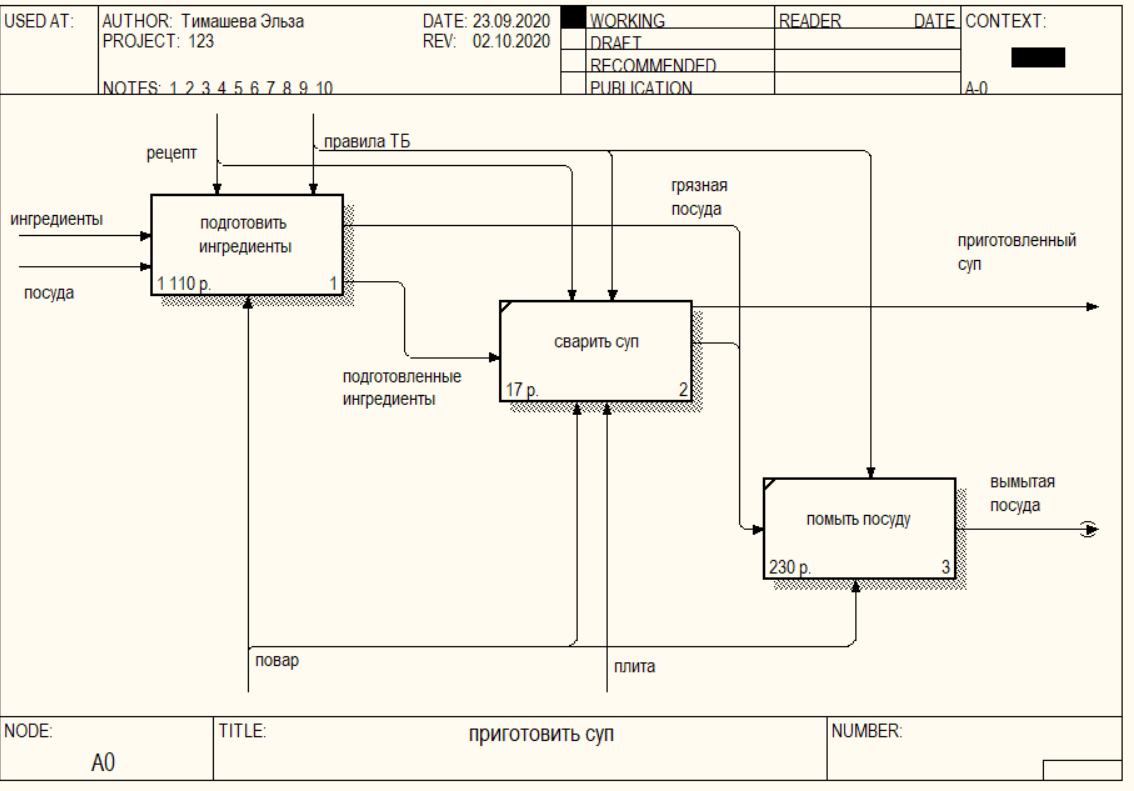 USED AT:
AUTHOR: Тимашева Эльза
DATE: 23.09.2020
PROJECT: 123
REV: 02.10.2020
NOTES: 1 2 3 4 5 6 7 8 9 10
WORKING
DRAFT
RECOMMENDED
PUBLICATION
READER
DATE
CONTEXT:
A-0
рецепт
правила ТБ
ингредиенты
посуда
подготовить
ингредиенты
1 110 р.
1
грязная
посуда
приготовленный
суп
подготовленные
ингредиенты
сварить суп
17 р.
2
помыть посуду
230 р.
3
вымытая
посуда
повар
плита
NODE:
A0
TITLE:
приготовить суп
NUMBER: